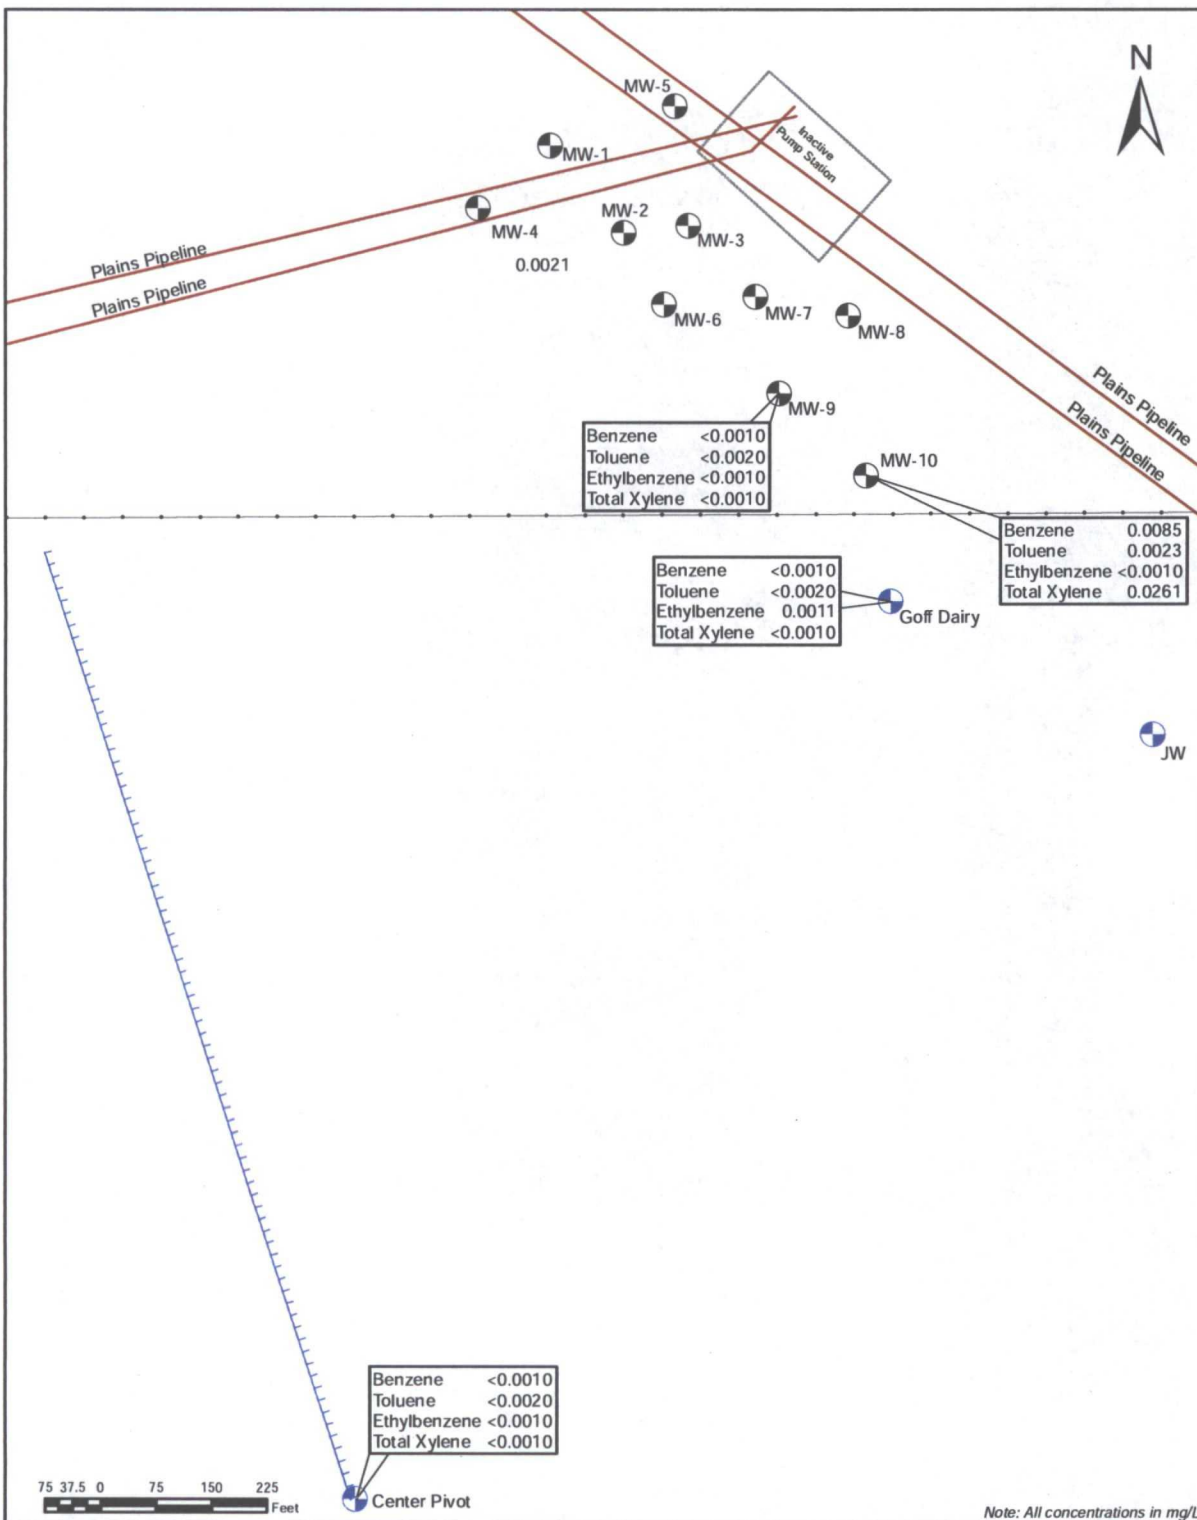 N
MW-5
Inactive
Pump Station
MW-1
MW-4
MW-2
MW-3
0.0021
Plains Pipeline
Plains Pipeline
MW-6
MW-7
MW-8
Plains Pipeline
Plains Pipeline
MW-9
Benzene <0.0010
Toluene <0.0020
Ethylbenzene <0.0010
Total Xylene <0.0010
MW-10
Benzene 0.0085
Toluene 0.0023
Ethylbenzene <0.0010
Total Xylene 0.0261
Benzene <0.0010
Toluene <0.0020
Ethylbenzene 0.0011
Total Xylene <0.0010
Goff Dairy
JW
Benzene <0.0010
Toluene <0.0020
Ethylbenzene <0.0010
Total Xylene <0.0010
Center Pivot
75 37.5 0 75 150 225
Feet
Note: All concentrations in mg/L